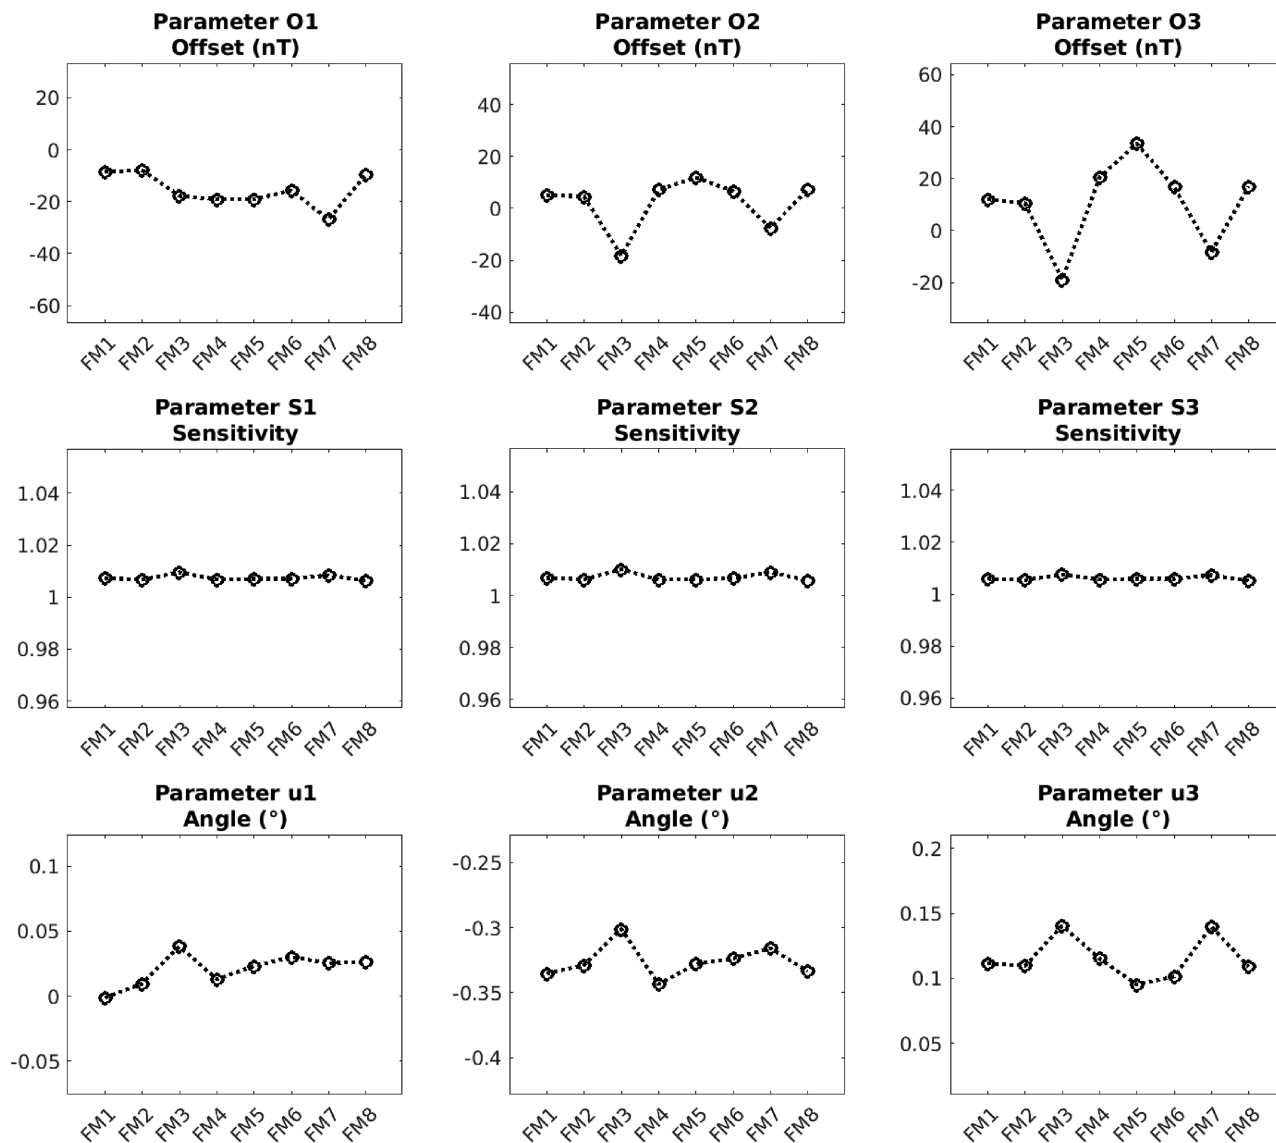 Parameter O1
Offset (nT)
20
0
-20
-40
-60
FM1 FM2 FM3 FM4 FM5 FM6 FM7 FM8
Parameter O2
Offset (nT)
40
20
0
-20
-40
FM1 FM2 FM3 FM4 FM5 FM6 FM7 FM8
Parameter O3
Offset (nT)
60
40
20
0
-20
FM1 FM2 FM3 FM4 FM5 FM6 FM7 FM8
Parameter S1
Sensitivity
1.04
1.02
1
0.98
0.96
FM1 FM2 FM3 FM4 FM5 FM6 FM7 FM8
Parameter S2
Sensitivity
1.04
1.02
1
0.98
0.96
FM1 FM2 FM3 FM4 FM5 FM6 FM7 FM8
Parameter S3
Sensitivity
1.04
1.02
1
0.98
0.96
FM1 FM2 FM3 FM4 FM5 FM6 FM7 FM8
Parameter u1
Angle (°)
0.1
0.05
0
-0.05
FM1 FM2 FM3 FM4 FM5 FM6 FM7 FM8
Parameter u2
Angle (°)
-0.25
-0.3
-0.35
-0.4
FM1 FM2 FM3 FM4 FM5 FM6 FM7 FM8
Parameter u3
Angle (°)
0.2
0.15
0.1
0.05
FM1 FM2 FM3 FM4 FM5 FM6 FM7 FM8